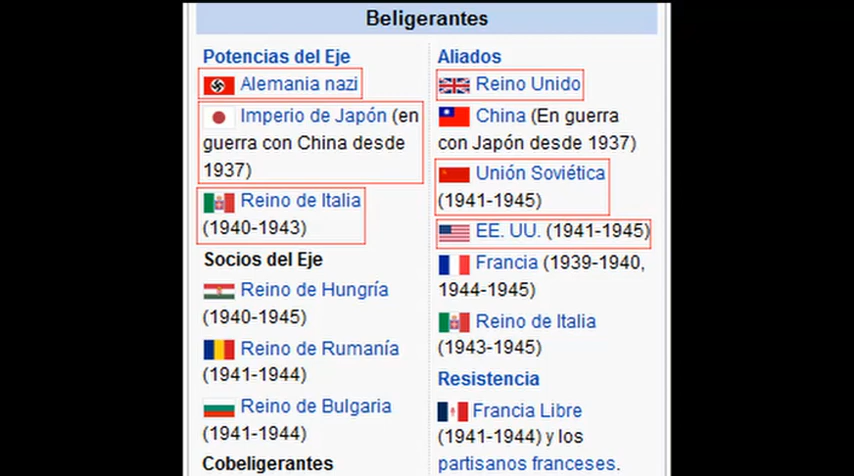 Beligerantes
Potencias del Eje
Alemania nazi
Imperio de Japón (en
guerra con China desde
1937)
Reino de Italia
(1940-1943)
Socios del Eje
Reino de Hungría
(1940-1945)
Reino de Rumanía
(1941-1944)
Reino de Bulgaria
(1941-1944)
Cobeligerantes
Aliados
Reino Unido
China (En guerra
con Japón desde 1937)
Unión Soviética
(1941-1945)
EE. UU. (1941-1945)
Francia (1939-1940,
1944-1945)
Reino de Italia
(1943-1945)
Resistencia
Francia Libre
(1941-1944) y los
partisanos franceses.